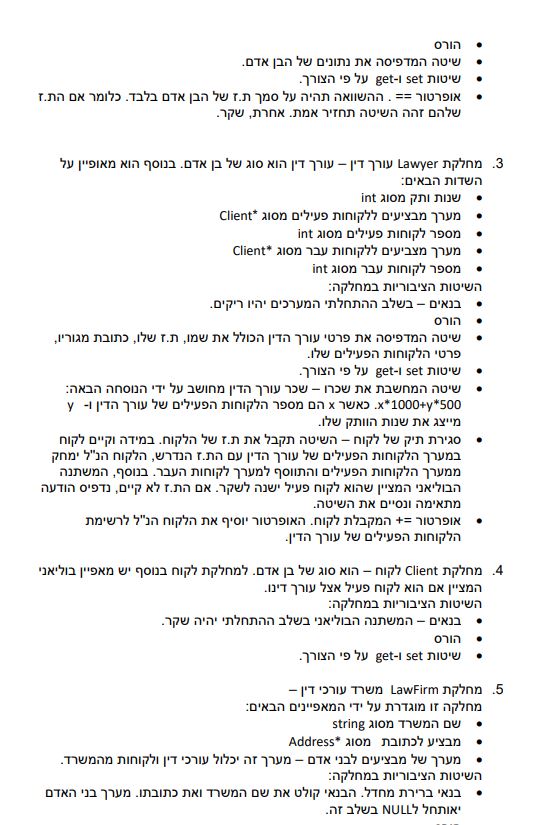 • הורס
• שיטה המדפיסה את נתונים של הבן אדם.
• שיטות set ו-get על פי הצורך.
• אופרטור == . ההשוואה תהיה על סמך ת.ז של הבן אדם בלבד. כלומר אם הת.ז
שלהם זהה השיטה תחזיר אמת. אחרת, שקר.
3. מחלקת Lawyer עורך דין – עורך דין הוא סוג של בן אדם. בנוסף הוא מאופיין על
השדות הבאים:
• שנות ותק מסוג int
• מערך מבציעים ללקוחות פעילים מסוג Client*
• מספר לקוחות פעילים מסוג int
• מערך מצביעים ללקוחות עבר מסוג Client*
• מספר לקוחות עבר מסוג int
השיטות הציבוריות במחלקה:
• בנאים – בשלב ההתחלתי המערכים יהיו ריקים.
• הורס
• שיטה המדפיסה את פרטי עורך הדין הכולל את שמו, ת.ז שלו, כתובת מגוריו,
פרטי הלקוחות הפעילים שלו.
• שיטות set ו-get על פי הצורך.
• שיטה המחשבת את שכרו – שכר עורך הדין מחושב על ידי הנוסחה הבאה:
x*1000+y*500. כאשר x הם מספר הלקוחות הפעילים של עורך הדין ו- y
מייצג את שנות הוותק שלו.
• סגירת תיק של לקוח – השיטה תקבל את ת.ז של הלקוח. במידה וקיים לקוח
במערך הלקוחות הפעילים של עורך הדין עם הת.ז הנדרש, הלקוח הנ"ל ימחק
ממערך הלקוחות הפעילים והתווסף למערך לקוחות העבר. בנוסף, המשתנה
הבוליאני המציין שהוא לקוח פעיל ישנה לשקר. אם הת.ז לא קיים, נדפיס הודעה
מתאימה ונסיים את השיטה.
• אופרטור += המקבלת לקוח. האופרטור יוסיף את הלקוח הנ"ל לרשימת
הלקוחות הפעילים של עורך הדין.
4. מחלקת Client לקוח – הוא סוג של בן אדם. למחלקת לקוח בנוסף יש מאפיין בוליאני
המציין אם הוא לקוח פעיל אצל עורך דינו.
השיטות הציבוריות במחלקה:
• בנאים – המשתנה הבוליאני בשלב ההתחלתי יהיה שקר.
• הורס
• שיטות set ו-get על פי הצורך.
5. מחלקת LawFirm משרד עורכי דין –
מחלקה זו מוגדרת על ידי המאפיינים הבאים:
• שם המשרד מסוג string
• מבציע לכתובת מסוג Address*
• מערך של מבציעים לבני אדם – מערך זה יכלול עורכי דין ולקוחות מהמשרד.
השיטות הציבוריות במחלקה:
• בנאי ברירת מחדל. הבנאי קולט את שם המשרד ואת כתובתו. מערך בני האדם
יאותחל לNULL בשלב זה.